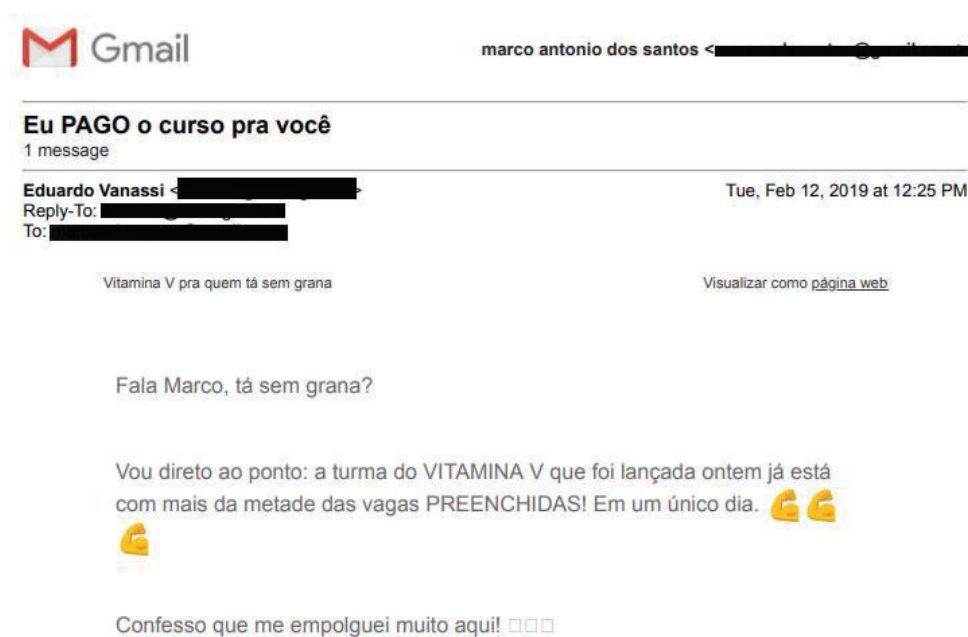 Gmail
marco antonio dos santos <
Eu PAGO o curso pra você
1 message
Eduardo Vanassi < >
Tue, Feb 12, 2019 at 12:25 PM
Reply-To:
To:
Vitamina V pra quem tá sem grana
Visualizar como página web
Fala Marco, tá sem grana?
Vou direto ao ponto: a turma do VITAMINA V que foi lançada ontem já está
com mais da metade das vagas PREENCHIDAS! Em um único dia. 💪💪
💪
Confesso que me empolguei muito aqui! □□□